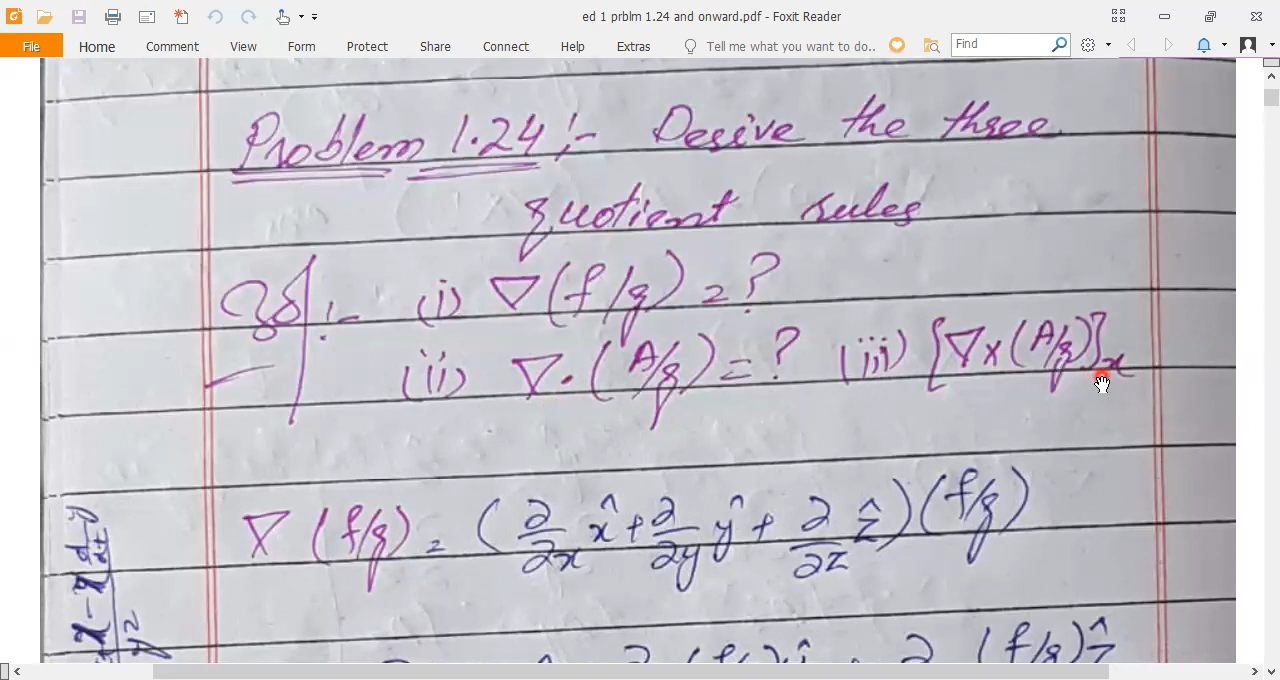 ed 1 prblm 1.24 and onward.pdf - Foxit Reader
File Home Comment View Form Protect Share Connect Help Extras Tell me what you want to do.. Find
Problem 1.24 :- Derive the three
quotient rules
Sol :- (i) ∇(f/g) = ?
(ii) ∇·(A/g) = ? (iii) [∇×(A/g)]x
∇ (f/g) = (∂/∂x x̂ + ∂/∂y ŷ + ∂/∂z ẑ)(f/g)